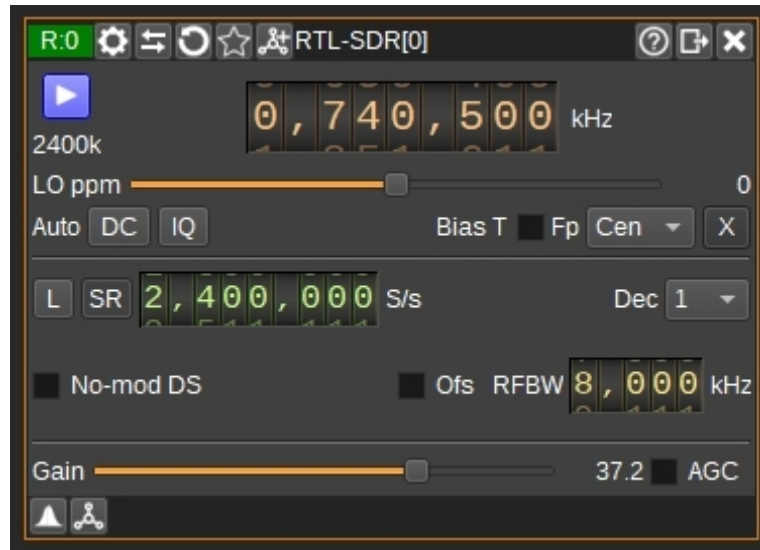 R:0 RTL-SDR[0]
0,740,500 kHz
2400k
LO ppm 0
Auto DC IQ Bias T Fp Cen X
L SR 2,400,000 S/s Dec 1
No-mod DS Ofs RFBW 8,000 kHz
Gain 37.2 AGC